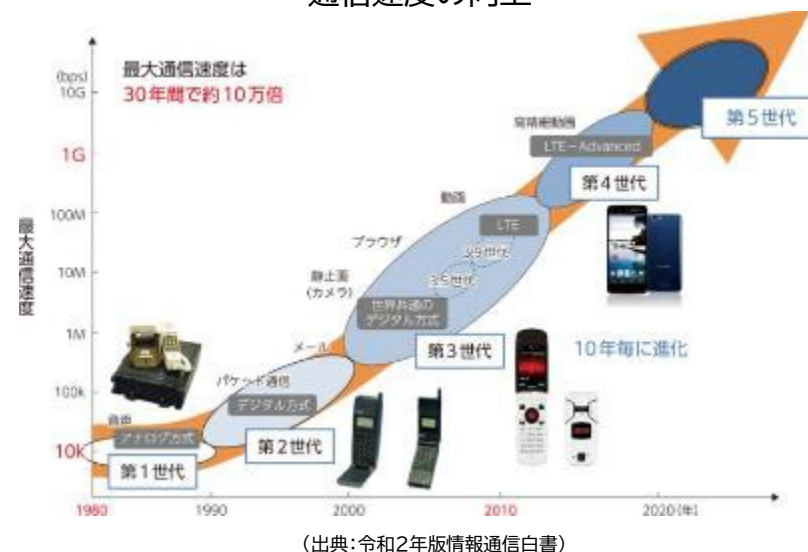 通信速度の向上
(bps)
10G
最大通信速度は
30年間で約10万倍
1G
100M
10M
1M
100k
10k
最大通信速度
高精細動画
LTE－Advanced
第5世代
第4世代
動画
LTE
ブラウザ
3.9世代
3.5世代
静止画
(カメラ)
世界共通の
デジタル方式
第3世代
10年毎に進化
メール
パケット通信
デジタル方式
第2世代
音声
アナログ方式
第1世代
1980
1990
2000
2010
2020(年)
（出典：令和2年版情報通信白書）